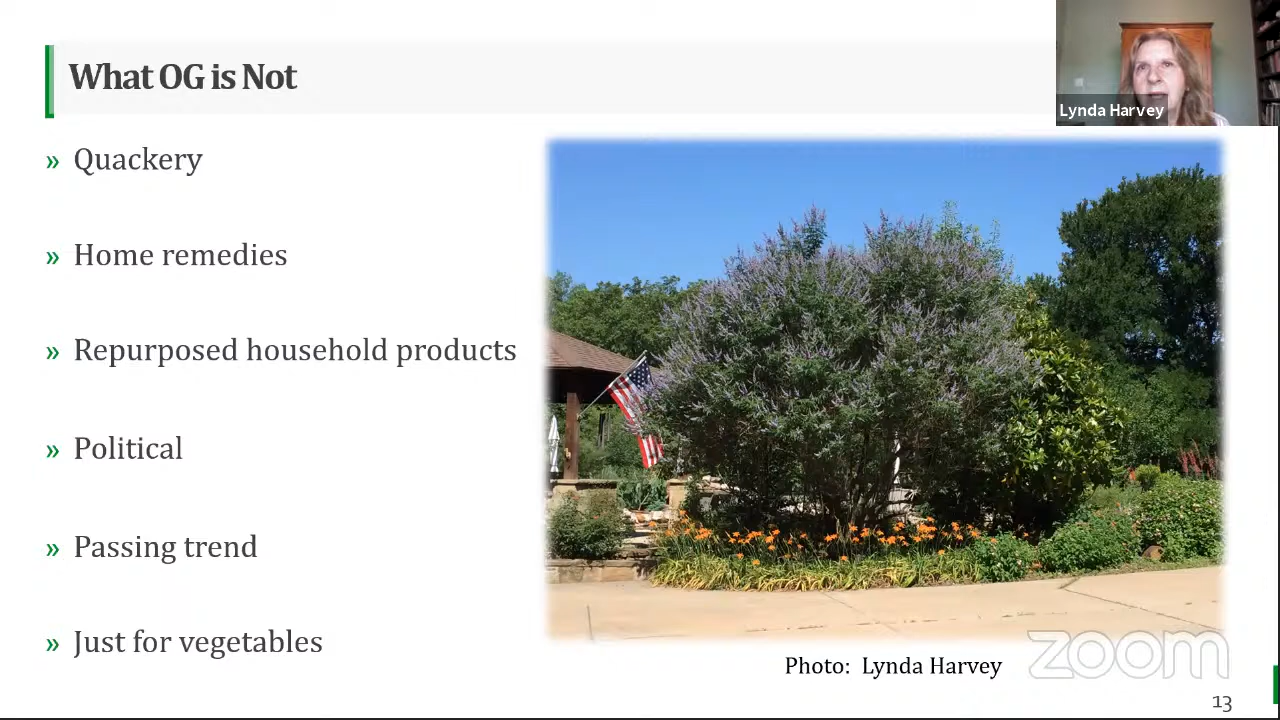 What OG is Not
Lynda Harvey
» Quackery
» Home remedies
» Repurposed household products
» Political
» Passing trend
» Just for vegetables
Photo: Lynda Harvey
zoom
13